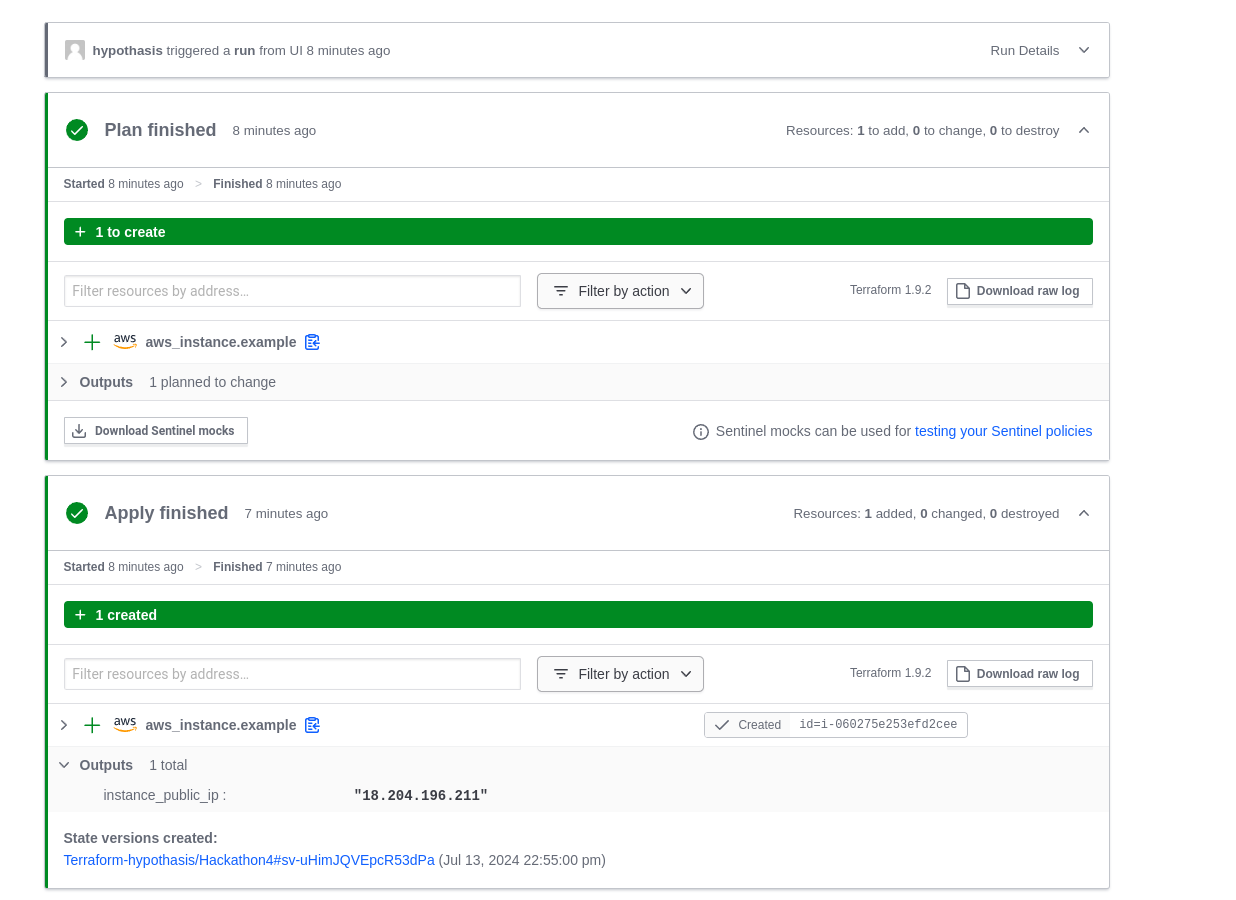 hypothasis triggered a run from UI 8 minutes ago Run Details
Plan finished 8 minutes ago Resources: 1 to add, 0 to change, 0 to destroy
Started 8 minutes ago > Finished 8 minutes ago
+ 1 to create
Filter resources by address... Filter by action Terraform 1.9.2 Download raw log
aws aws_instance.example
Outputs 1 planned to change
Download Sentinel mocks Sentinel mocks can be used for testing your Sentinel policies
Apply finished 7 minutes ago Resources: 1 added, 0 changed, 0 destroyed
Started 8 minutes ago > Finished 7 minutes ago
+ 1 created
Filter resources by address... Filter by action Terraform 1.9.2 Download raw log
aws aws_instance.example Created id=i-060275e253efd2cee
Outputs 1 total
instance_public_ip : "18.204.196.211"
State versions created:
Terraform-hypothasis/Hackathon4#sv-uHimJQVEpcR53dPa (Jul 13, 2024 22:55:00 pm)